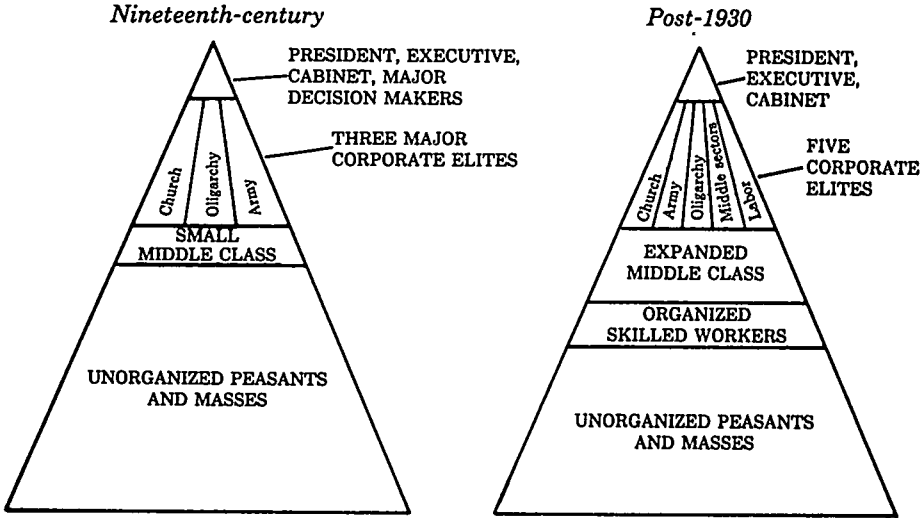 Nineteenth-century
PRESIDENT, EXECUTIVE,
CABINET, MAJOR
DECISION MAKERS
THREE MAJOR
CORPORATE ELITES
Church
Oligarchy
Army
SMALL
MIDDLE CLASS
UNORGANIZED PEASANTS
AND MASSES
Post-1930
PRESIDENT,
EXECUTIVE,
CABINET
FIVE
CORPORATE
ELITES
Church
Army
Oligarchy
Middle sectors
Labor
EXPANDED
MIDDLE CLASS
ORGANIZED
SKILLED WORKERS
UNORGANIZED PEASANTS
AND MASSES